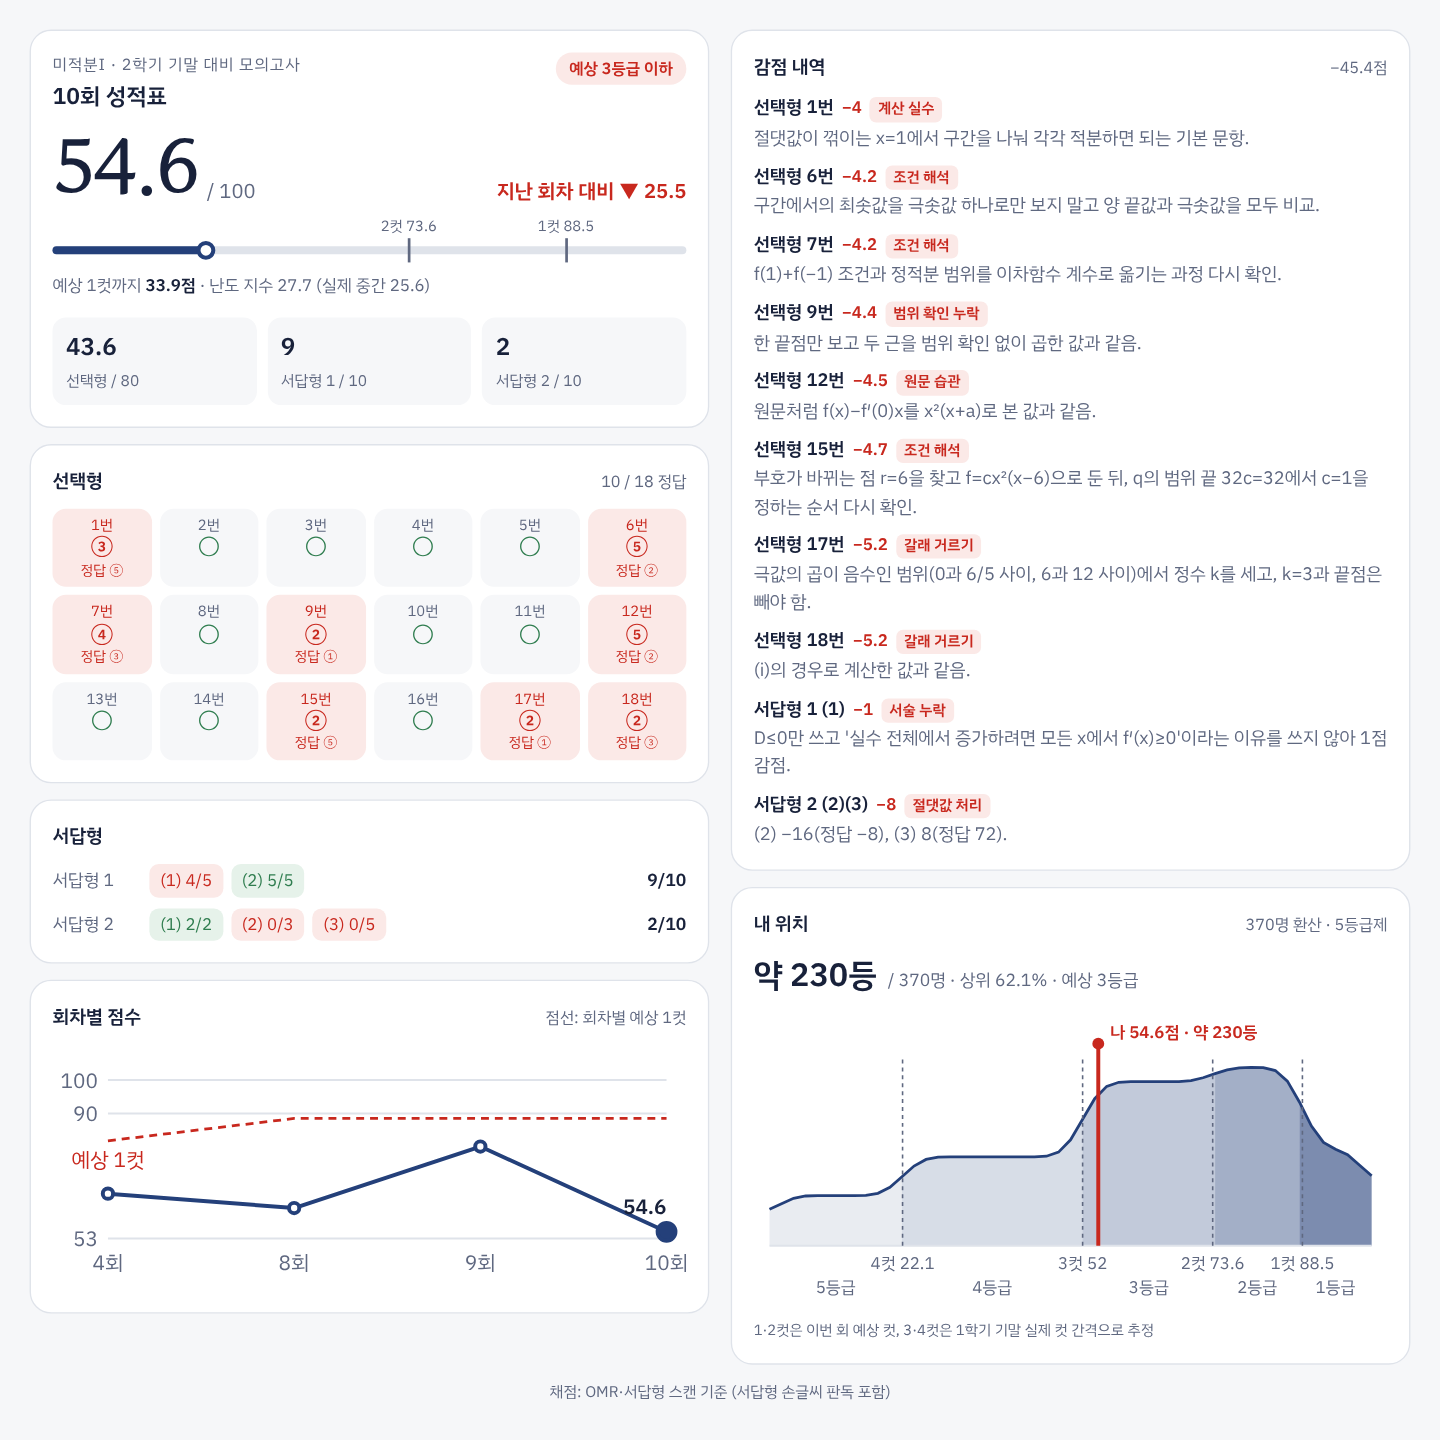 미적분I · 2학기 기말 대비 모의고사
예상 3등급 이하
10회 성적표
54.6 / 100
지난 회차 대비 ▼ 25.5
2컷 73.6
1컷 88.5
예상 1컷까지 33.9점 · 난도 지수 27.7 (실제 중간 25.6)
43.6
선택형 / 80
9
서답형 1 / 10
2
서답형 2 / 10
선택형
10 / 18 정답
1번
③
정답 ⑤
2번
○
3번
○
4번
○
5번
○
6번
⑤
정답 ②
7번
④
정답 ③
8번
○
9번
②
정답 ①
10번
○
11번
○
12번
⑤
정답 ②
13번
○
14번
○
15번
②
정답 ⑤
16번
○
17번
②
정답 ①
18번
②
정답 ③
서답형
서답형 1 (1) 4/5 (2) 5/5 9/10
서답형 2 (1) 2/2 (2) 0/3 (3) 0/5 2/10
회차별 점수
점선: 회차별 예상 1컷
100
90
예상 1컷
54.6
53
4회 8회 9회 10회
감점 내역
−45.4점
선택형 1번 −4 계산 실수
절댓값이 꺾이는 x=1에서 구간을 나눠 각각 적분하면 되는 기본 문항.
선택형 6번 −4.2 조건 해석
구간에서의 최솟값을 극솟값 하나로만 보지 말고 양 끝값과 극솟값을 모두 비교.
선택형 7번 −4.2 조건 해석
f(1)+f(−1) 조건과 정적분 범위를 이차함수 계수로 옮기는 과정 다시 확인.
선택형 9번 −4.4 범위 확인 누락
한 끝점만 보고 두 근을 범위 확인 없이 곱한 값과 같음.
선택형 12번 −4.5 원문 습관
원문처럼 f(x)−f′(0)x를 x²(x+a)로 본 값과 같음.
선택형 15번 −4.7 조건 해석
부호가 바뀌는 점 r=6을 찾고 f=cx²(x−6)으로 둔 뒤, q의 범위 끝 32c=32에서 c=1을
정하는 순서 다시 확인.
선택형 17번 −5.2 갈래 거르기
극값의 곱이 음수인 범위(0과 6/5 사이, 6과 12 사이)에서 정수 k를 세고, k=3과 끝점은
빼야 함.
선택형 18번 −5.2 갈래 거르기
(i)의 경우로 계산한 값과 같음.
서답형 1 (1) −1 서술 누락
D≤0만 쓰고 '실수 전체에서 증가하려면 모든 x에서 f′(x)≥0'이라는 이유를 쓰지 않아 1점
감점.
서답형 2 (2)(3) −8 절댓값 처리
(2) −16(정답 −8), (3) 8(정답 72).
내 위치
370명 환산 · 5등급제
약 230등 / 370명 · 상위 62.1% · 예상 3등급
나 54.6점 · 약 230등
4컷 22.1 3컷 52 2컷 73.6 1컷 88.5
5등급 4등급 3등급 2등급 1등급
1·2컷은 이번 회 예상 컷, 3·4컷은 1학기 기말 실제 컷 간격으로 추정
채점: OMR·서답형 스캔 기준 (서답형 손글씨 판독 포함)